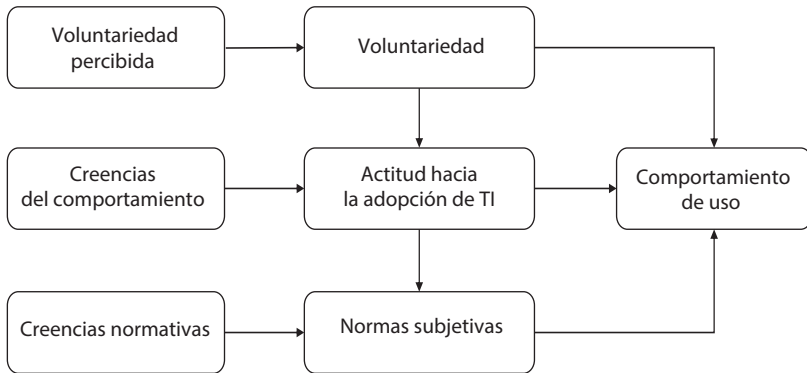 Voluntariedad
percibida
Voluntariedad
Creencias
del comportamiento
Actitud hacia
la adopción de TI
Comportamiento
de uso
Creencias normativas
Normas subjetivas